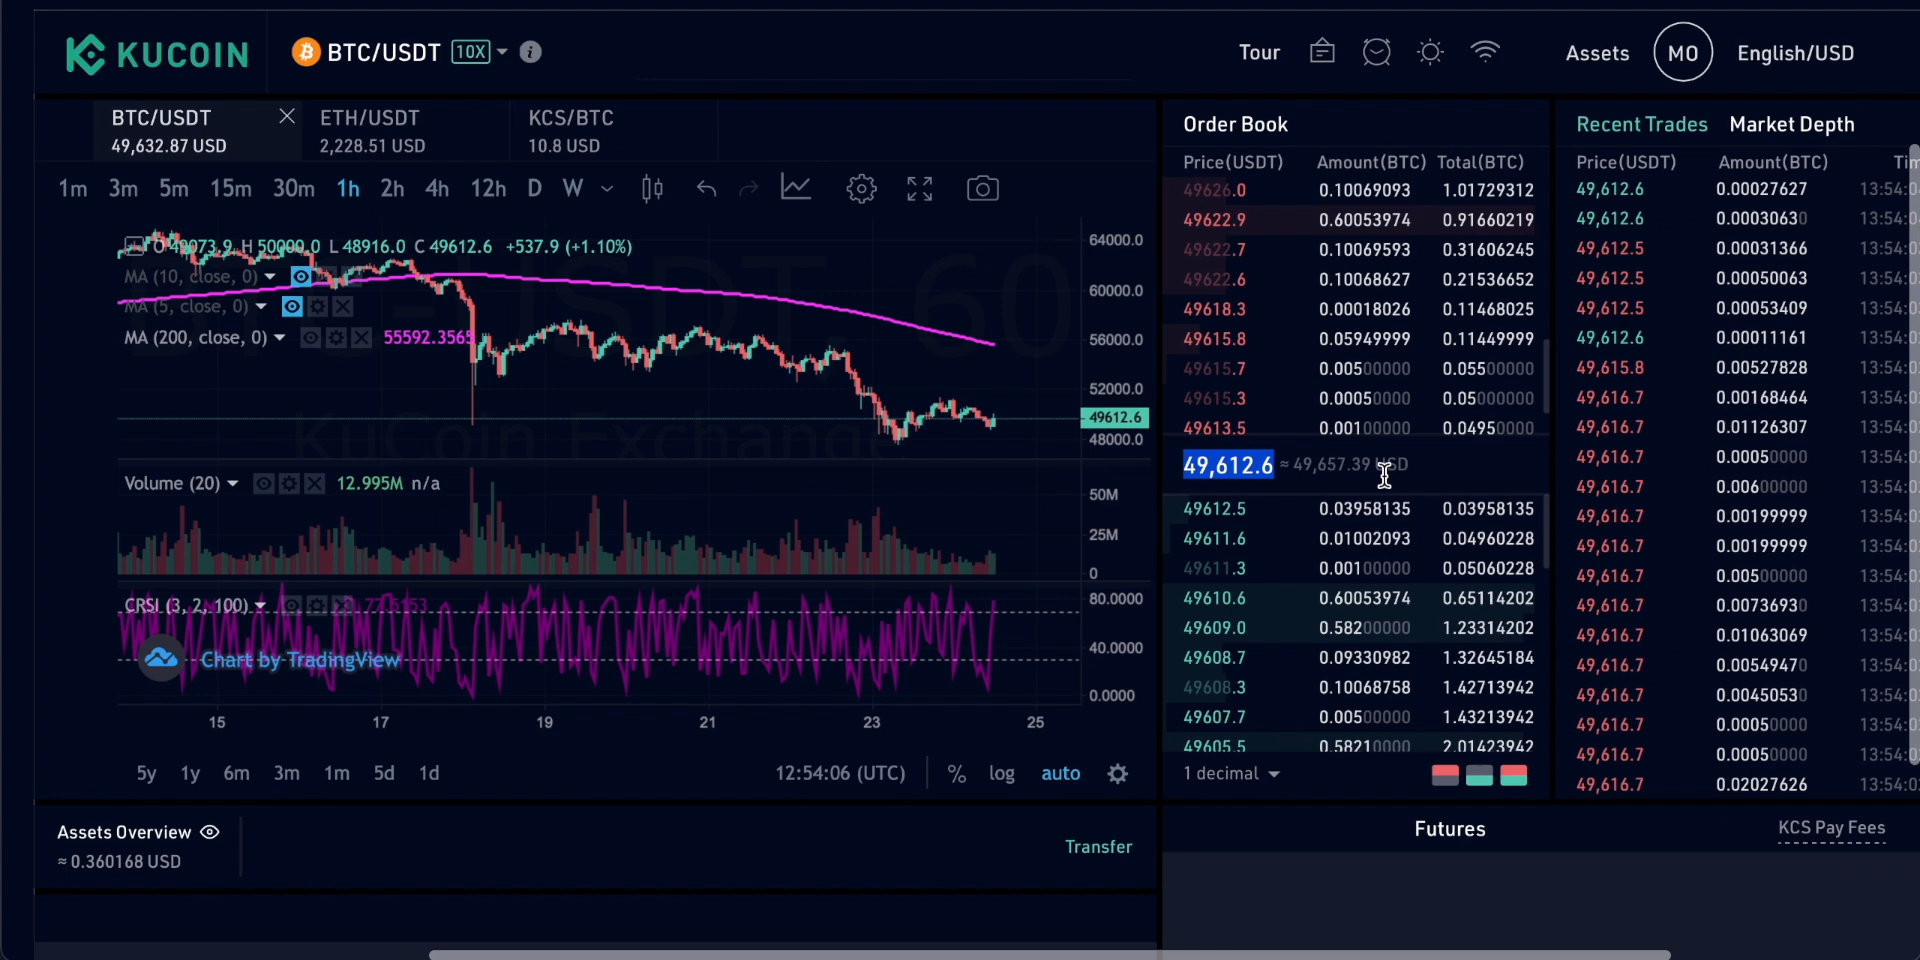 KUCOIN
BTC/USDT 10X
Tour
Assets
MO
English/USD
BTC/USDT
49,632.87 USD
ETH/USDT
2,228.51 USD
KCS/BTC
10.8 USD
1m 3m 5m 15m 30m 1h 2h 4h 12h D W
O 49073.9 H 50000.0 L 48916.0 C 49612.6 +537.9 (+1.10%)
MA (10, close, 0)
MA (5, close, 0)
MA (200, close, 0) 55592.3565
64000.0
60000.0
56000.0
52000.0
49612.6
48000.0
KuCoin Exchange
Volume (20) 12.995M n/a
50M
25M
0
CRSI (3, 2, 100)
80.0000
40.0000
0.0000
Chart by TradingView
15 17 19 21 23 25
5y 1y 6m 3m 1m 5d 1d
12:54:06 (UTC) % log auto
Assets Overview
≈ 0.360168 USD
Transfer
Order Book
Price(USDT) Amount(BTC) Total(BTC)
49626.0 0.10069093 1.01729312
49622.9 0.60053974 0.91660219
49622.7 0.10069593 0.31606245
49622.6 0.10068627 0.21536652
49618.3 0.00018026 0.11468025
49615.8 0.05949999 0.11449999
49615.7 0.00500000 0.05500000
49615.3 0.00050000 0.05000000
49613.5 0.00100000 0.04950000
49,612.6 ≈ 49,657.39 USD
49612.5 0.03958135 0.03958135
49611.6 0.01002093 0.04960228
49611.3 0.00100000 0.05060228
49610.6 0.60053974 0.65114202
49609.0 0.58200000 1.23314202
49608.7 0.09330982 1.32645184
49608.3 0.10068758 1.42713942
49607.7 0.00500000 1.43213942
49605.5 0.58210000 2.01423942
1 decimal
Recent Trades Market Depth
Price(USDT) Amount(BTC)
49,612.6 0.00027627
49,612.6 0.00030630
49,612.5 0.00031366
49,612.5 0.00050063
49,612.5 0.00053409
49,612.6 0.00011161
49,615.8 0.00527828
49,616.7 0.00168464
49,616.7 0.01126307
49,616.7 0.00050000
49,616.7 0.00600000
49,616.7 0.00199999
49,616.7 0.00199999
49,616.7 0.00500000
49,616.7 0.00736930
49,616.7 0.01063069
49,616.7 0.00549470
49,616.7 0.00450530
49,616.7 0.00050000
49,616.7 0.00050000
49,616.7 0.02027626
Futures
KCS Pay Fees